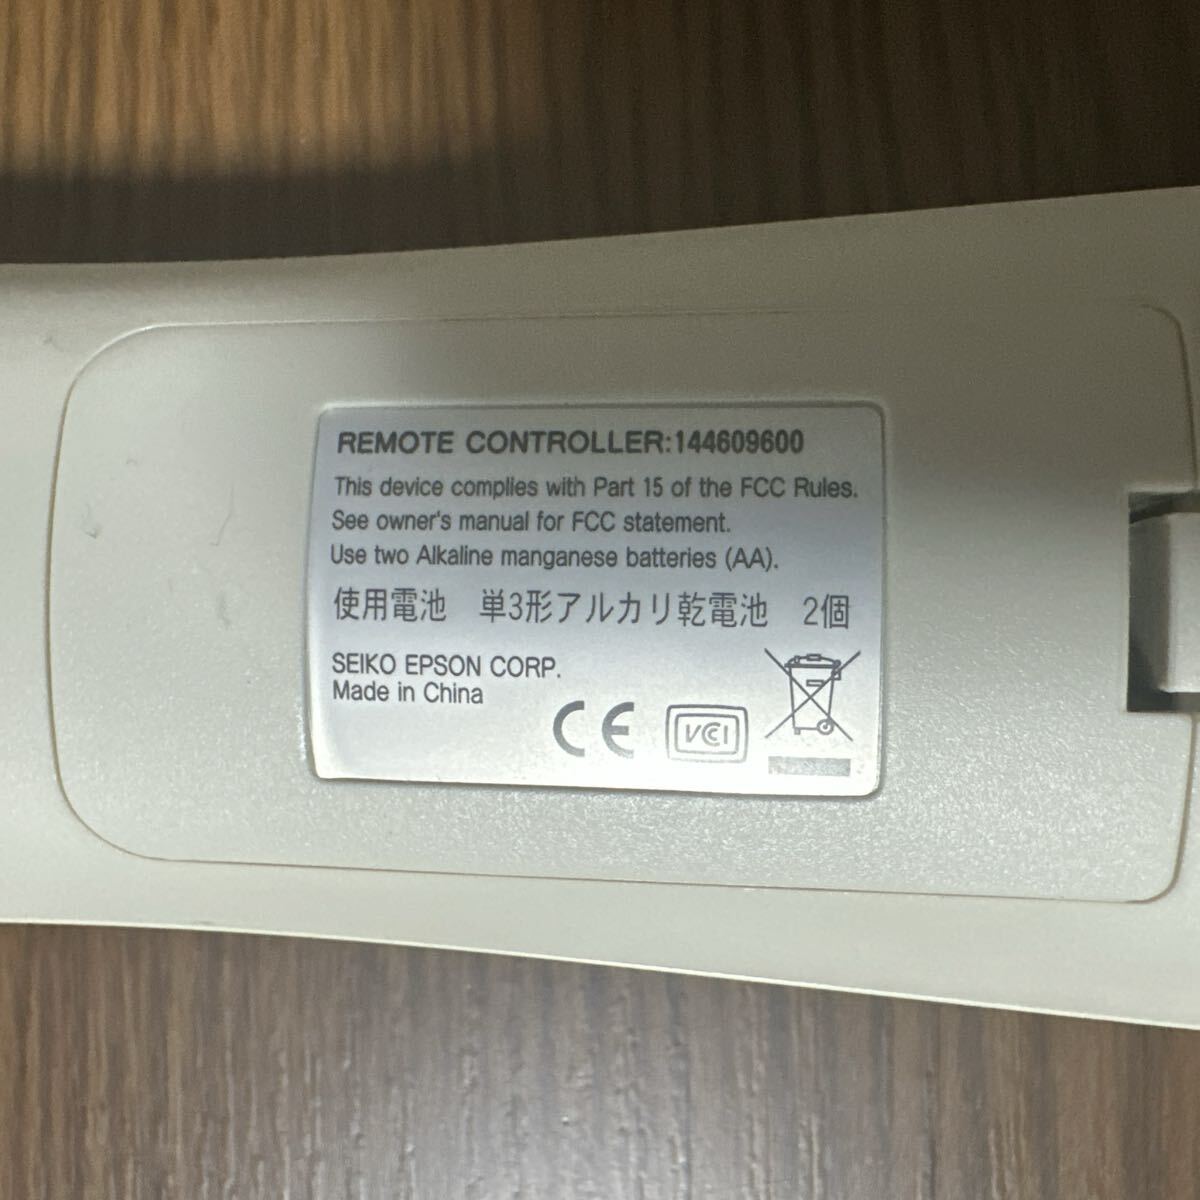 REMOTE CONTROLLER:144609600
This device complies with Part 15 of the FCC Rules.
See owner's manual for FCC statement.
Use two Alkaline manganese batteries (AA).
使用電池　単3形アルカリ乾電池　2個
SEIKO EPSON CORP.
Made in China
CE
VCI